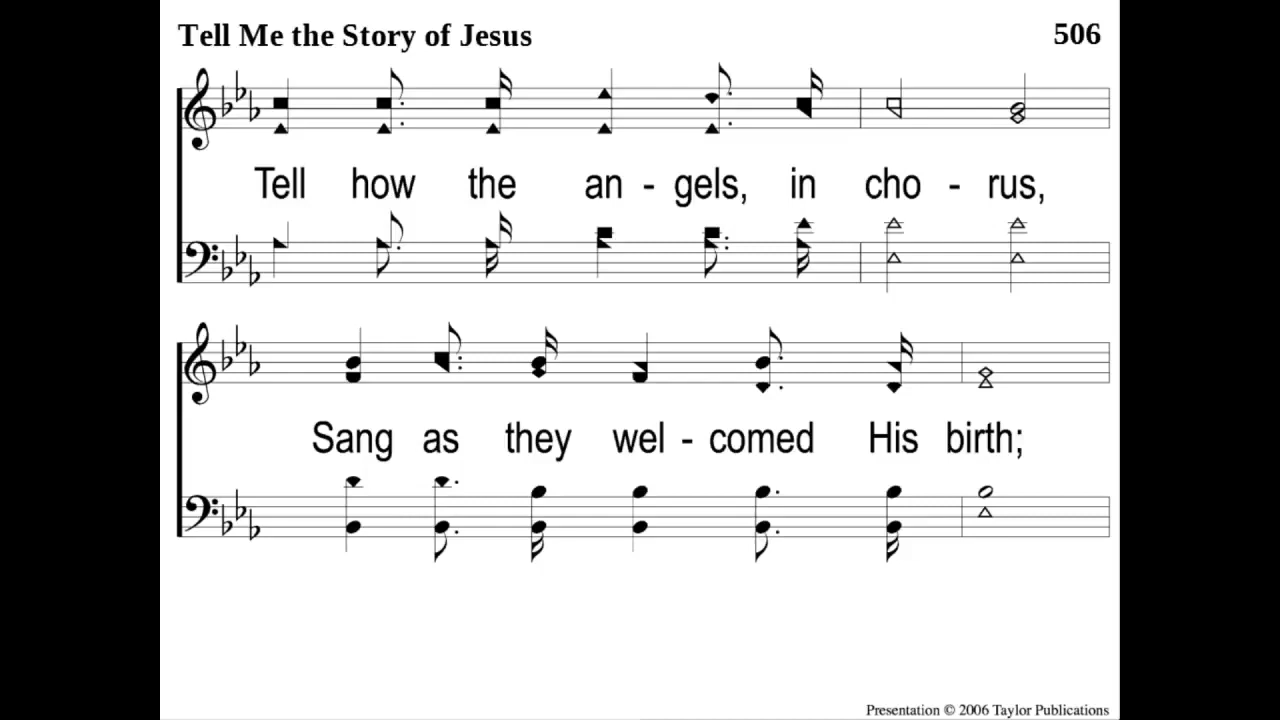 Tell Me the Story of Jesus 506
Tell how the an - gels, in cho - rus,
Sang as they wel - comed His birth;
Presentation © 2006 Taylor Publications